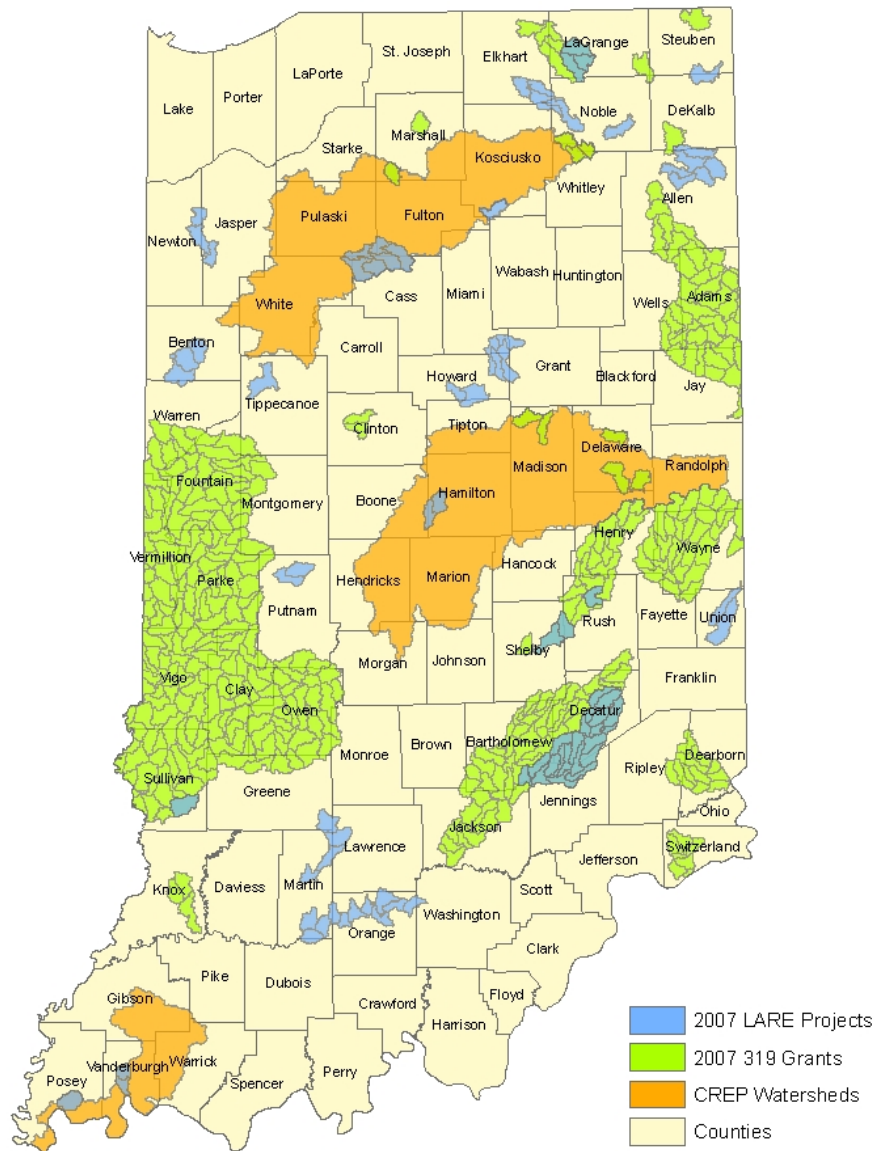 Steuben
LaGrange
St. Joseph
Elkhart
LaPorte
Porter
Lake
Noble
DeKalb
Marshall
Starke
Kosciusko
Whitley
Allen
Pulaski
Fulton
Jasper
Newton
Wabash
Huntington
Miami
Cass
White
Wells
Adams
Benton
Carroll
Grant
Howard
Blackford
Jay
Tippecanoe
Warren
Clinton
Tipton
Delaware
Madison
Randolph
Fountain
Montgomery
Boone
Hamilton
Henry
Wayne
Vermillion
Parke
Hendricks
Marion
Hancock
Putnam
Rush
Fayette
Union
Shelby
Morgan
Johnson
Franklin
Vigo
Clay
Owen
Decatur
Bartholomew
Brown
Monroe
Ripley
Dearborn
Sullivan
Greene
Jennings
Ohio
Jackson
Lawrence
Switzerland
Jefferson
Knox
Daviess
Martin
Scott
Washington
Orange
Clark
Pike
Dubois
Gibson
Crawford
Floyd
Harrison
Vanderburgh
Warrick
Posey
Perry
Spencer
2007 LARE Projects
2007 319 Grants
CREP Watersheds
Counties